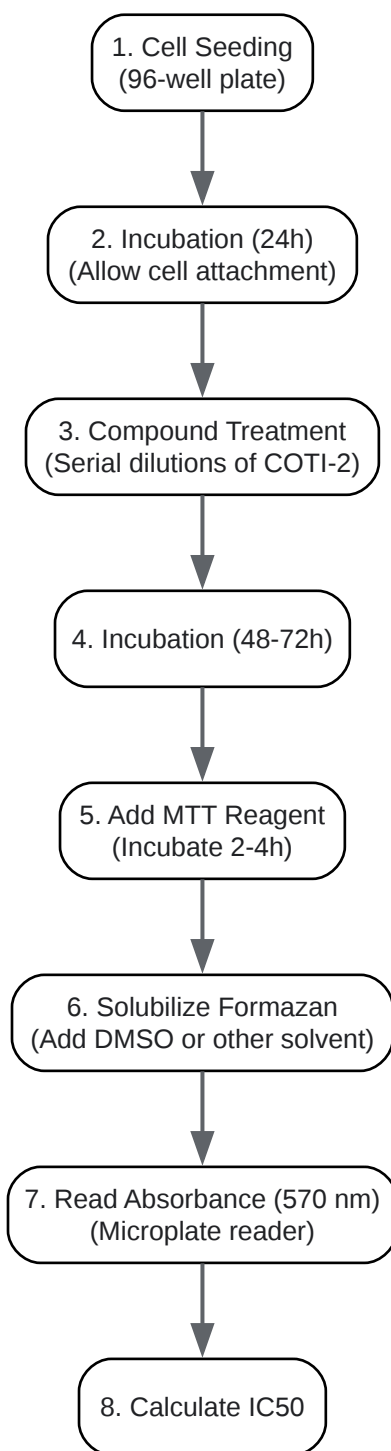 1. Cell Seeding
(96-well plate)
2. Incubation (24h)
(Allow cell attachment)
3. Compound Treatment
(Serial dilutions of COTI-2)
4. Incubation (48-72h)
5. Add MTT Reagent
(Incubate 2-4h)
6. Solubilize Formazan
(Add DMSO or other solvent)
7. Read Absorbance (570 nm)
(Microplate reader)
8. Calculate IC50